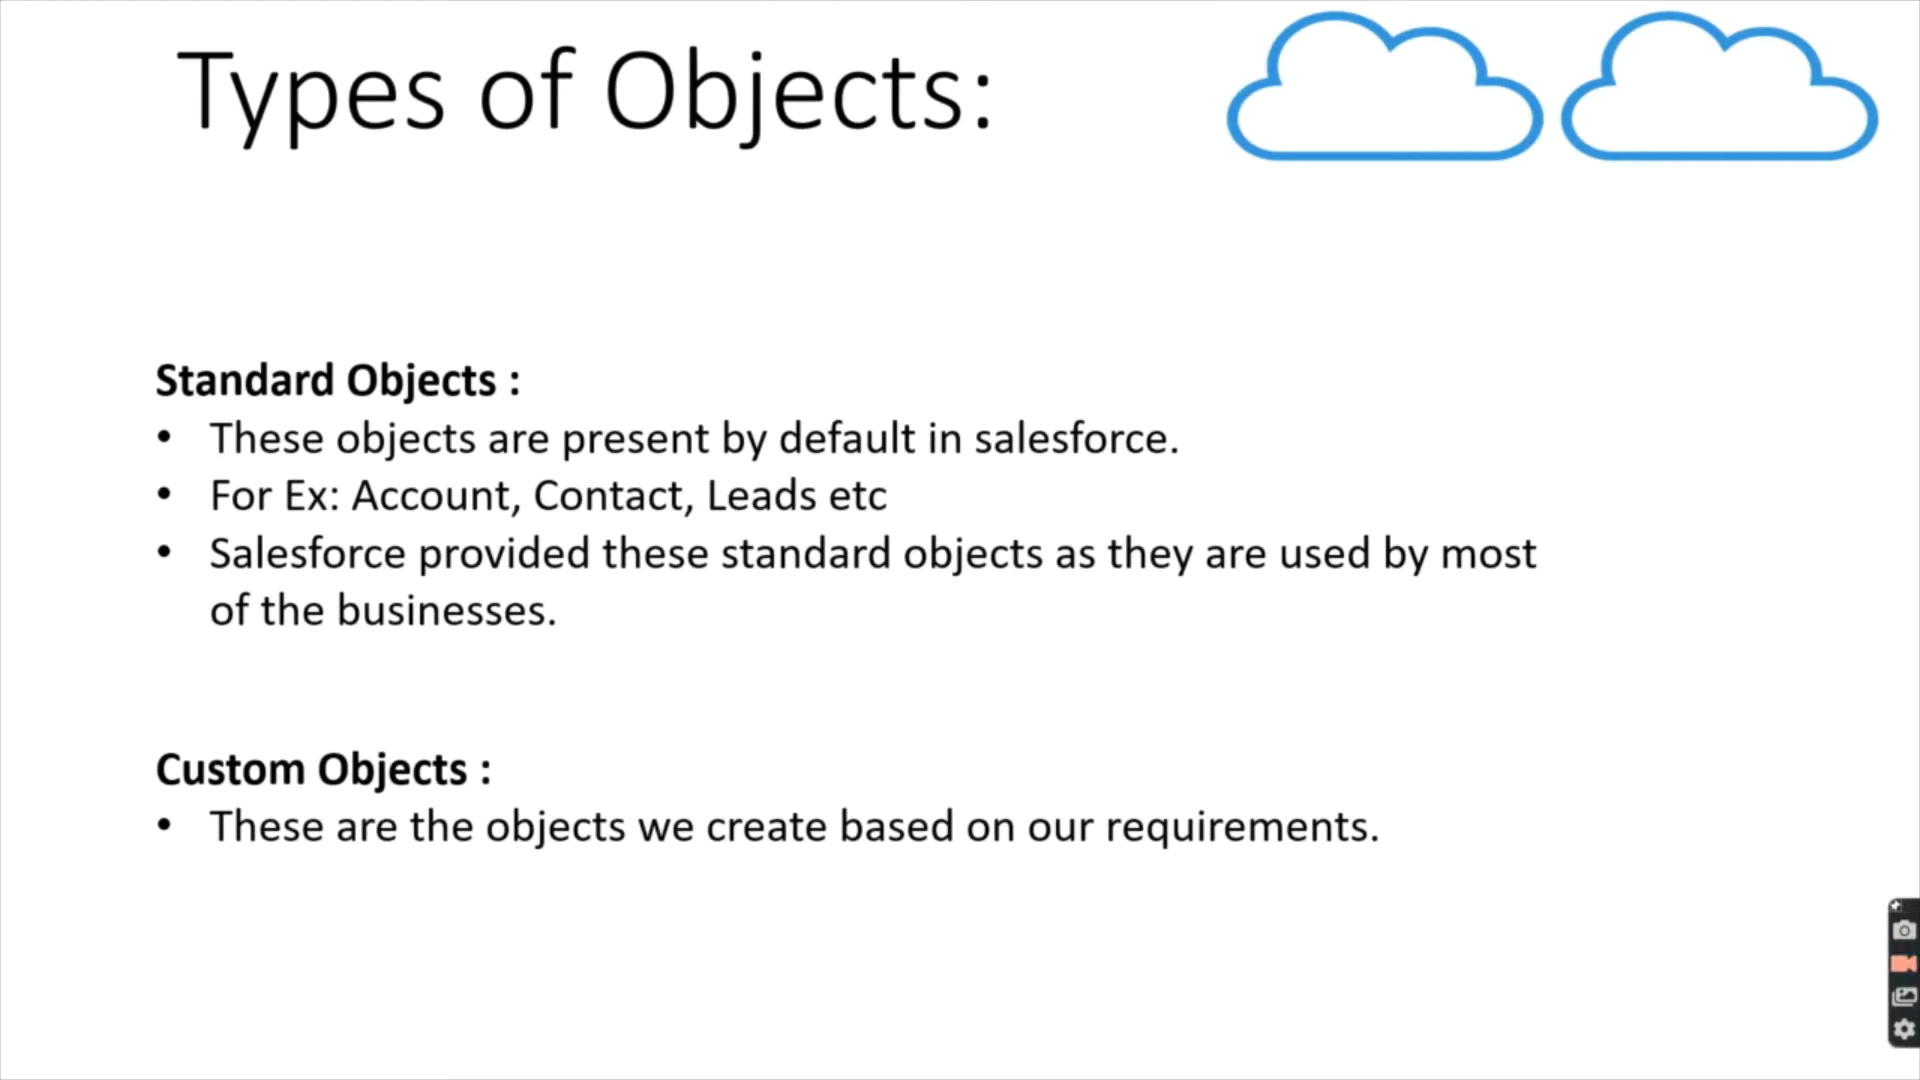 Types of Objects:
Standard Objects :
• These objects are present by default in salesforce.
• For Ex: Account, Contact, Leads etc
• Salesforce provided these standard objects as they are used by most
of the businesses.
Custom Objects :
• These are the objects we create based on our requirements.